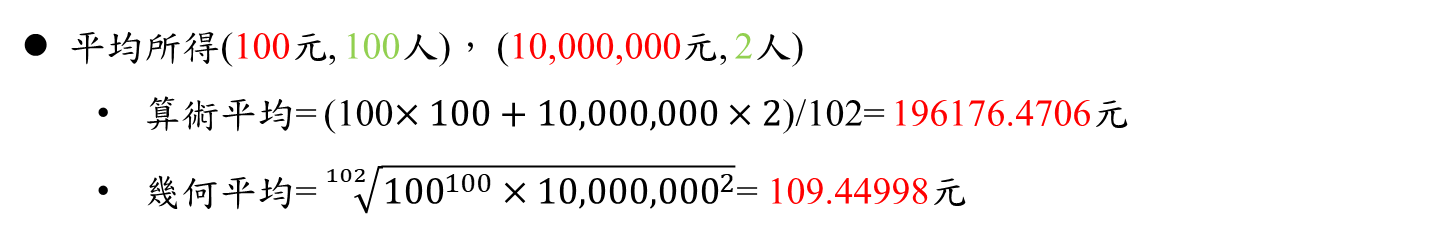 ● 平均所得(100元, 100人)，(10,000,000元, 2人)
• 算術平均= (100× 100 + 10,000,000 × 2)/102= 196176.4706元
• 幾何平均= ¹⁰²√100¹⁰⁰ × 10,000,000²= 109.44998元